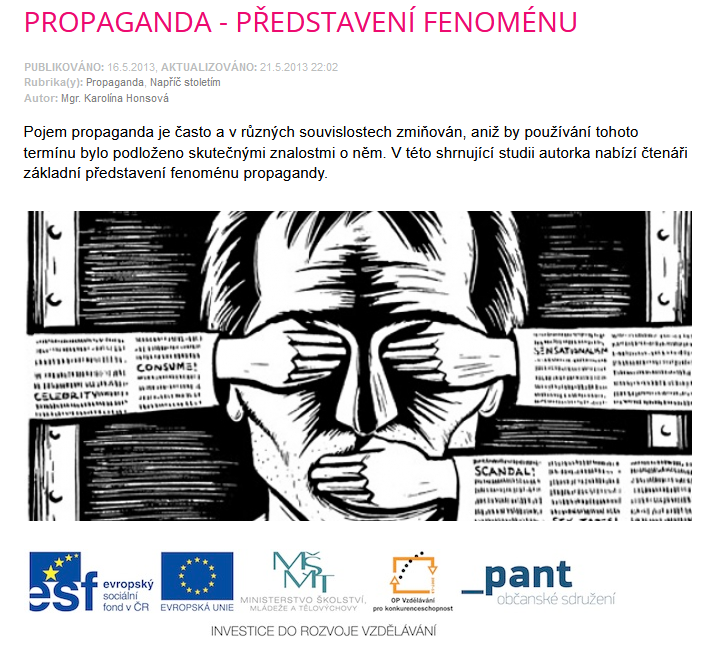 PROPAGANDA - PŘEDSTAVENÍ FENOMÉNU
PUBLIKOVÁNO: 16.5.2013, AKTUALIZOVÁNO: 21.5.2013 22:02
Rubrika(y): Propaganda, Napříč stoletím
Autor: Mgr. Karolína Honsová
Pojem propaganda je často a v různých souvislostech zmiňován, aniž by používání tohoto
termínu bylo podloženo skutečnými znalostmi o něm. V této shrnující studii autorka nabízí čtenáři
základní představení fenoménu propagandy.
CONSUME!
CELEBRITY
SENSATIONALISM
SCANDAL!
esf evropský
sociální
fond v ČR
EVROPSKÁ UNIE
MŠMT
MINISTERSTVO ŠKOLSTVÍ,
MLÁDEŽE A TĚLOVÝCHOVY
OP Vzdělávání
pro konkurenceschopnost
_pant
občanské sdružení
INVESTICE DO ROZVOJE VZDĚLÁVÁNÍ